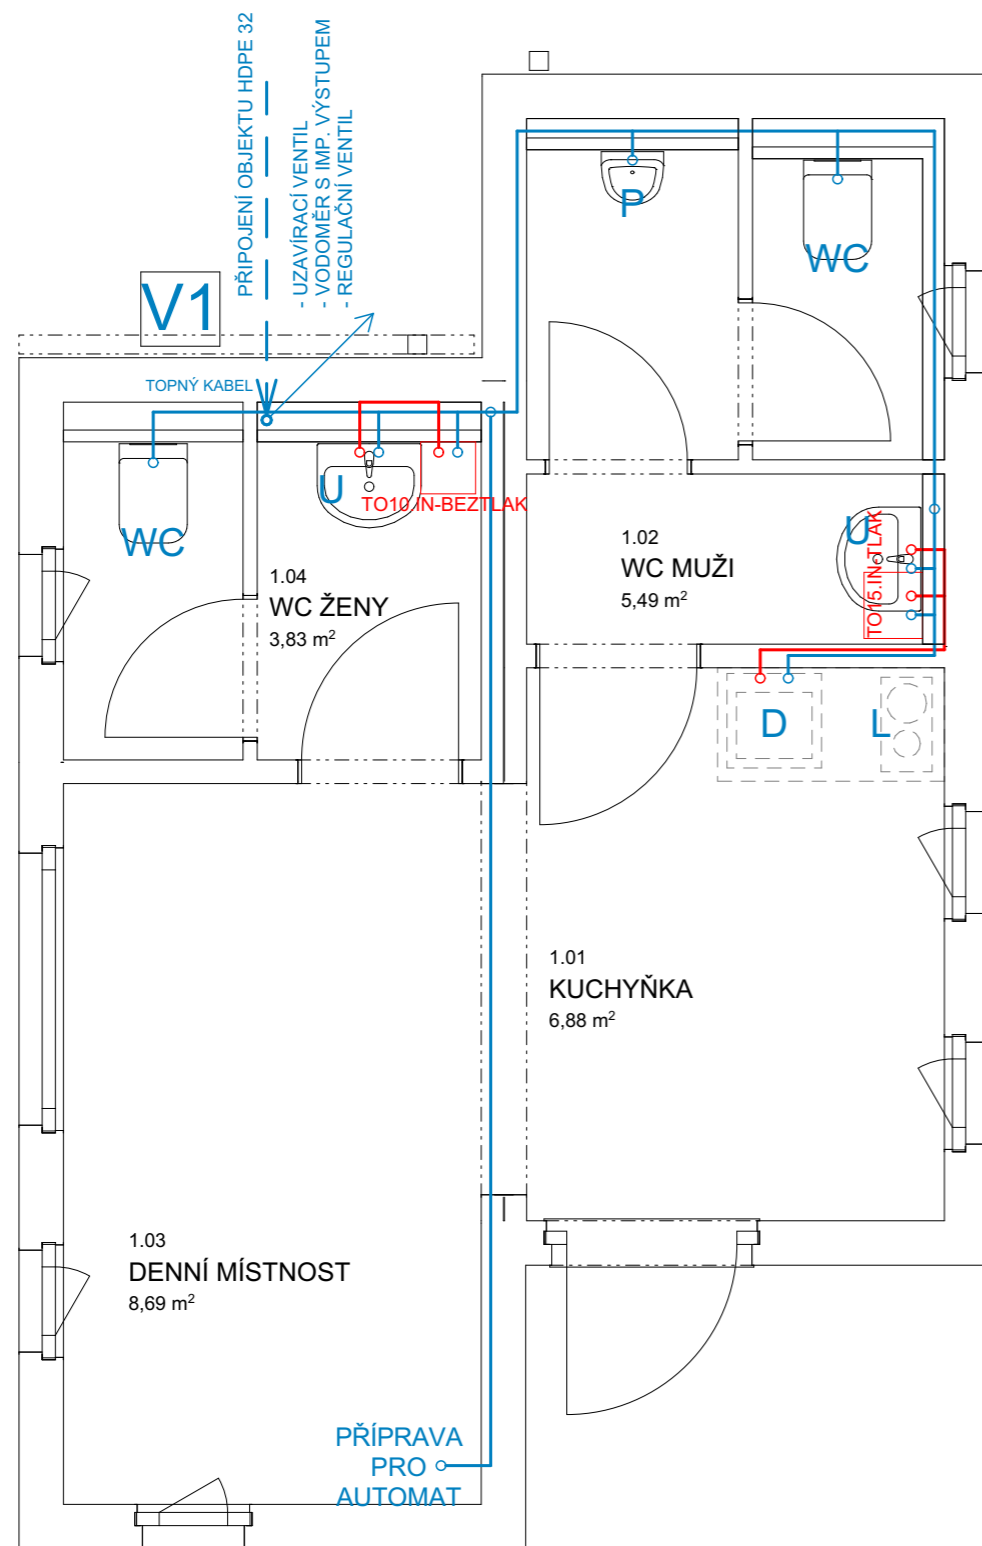 PŘIPOJENÍ OBJEKTU HDPE 32
- UZAVÍRACÍ VENTIL
- VODOMĚR S IMP. VÝSTUPEM
- REGULAČNÍ VENTIL
V1
TOPNÝ KABEL
P
WC
WC
U
TO10.IN-BEZTLAK
U
TO15.IN-TLAK
1.02
WC MUŽI
5,49 m²
1.04
WC ŽENY
3,83 m²
D
L
1.01
KUCHYŇKA
6,88 m²
1.03
DENNÍ MÍSTNOST
8,69 m²
PŘÍPRAVA
PRO
AUTOMAT